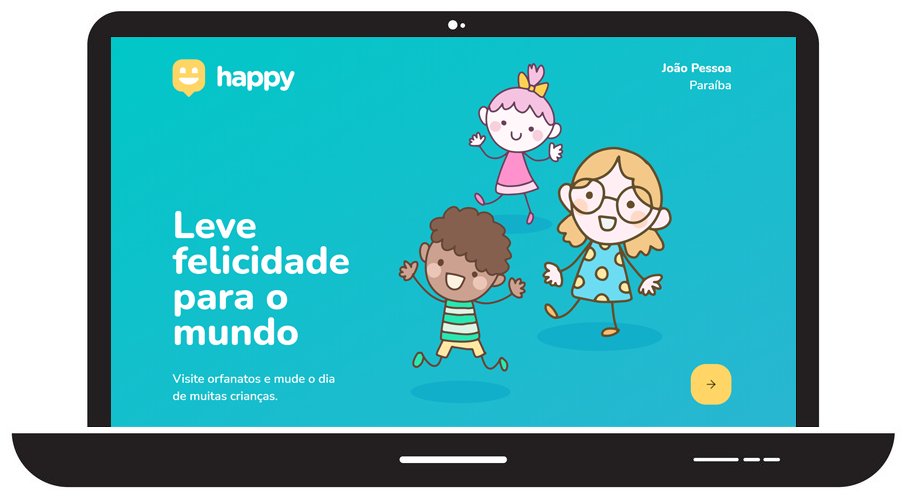 happy
João Pessoa
Paraíba
Leve
felicidade
para o
mundo
Visite orfanatos e mude o dia
de muitas crianças.